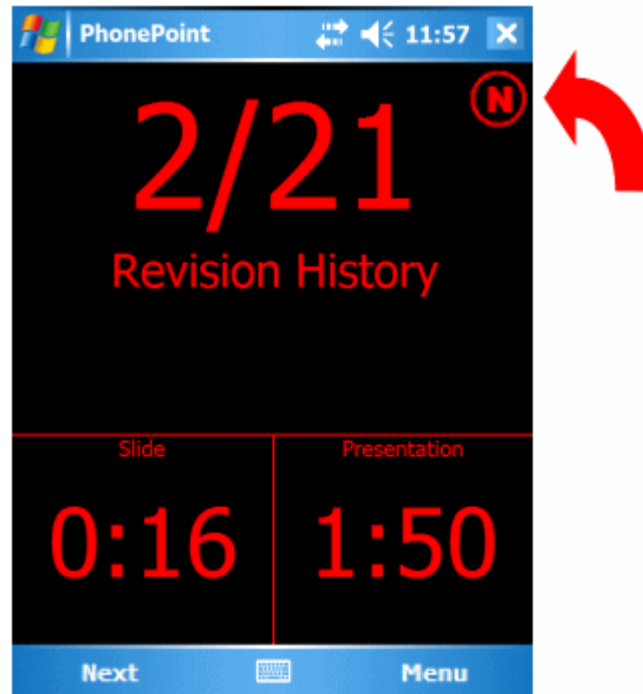 PhonePoint 11:57
N
2/21
Revision History
Slide Presentation
0:16 1:50
Next Menu